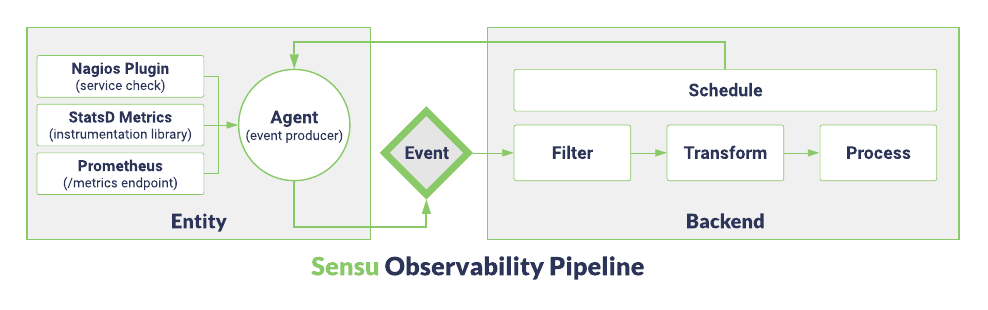 Nagios Plugin
(service check)
StatsD Metrics
(instrumentation library)
Prometheus
(/metrics endpoint)
Agent
(event producer)
Entity
Event
Schedule
Filter
Transform
Process
Backend
Sensu Observability Pipeline